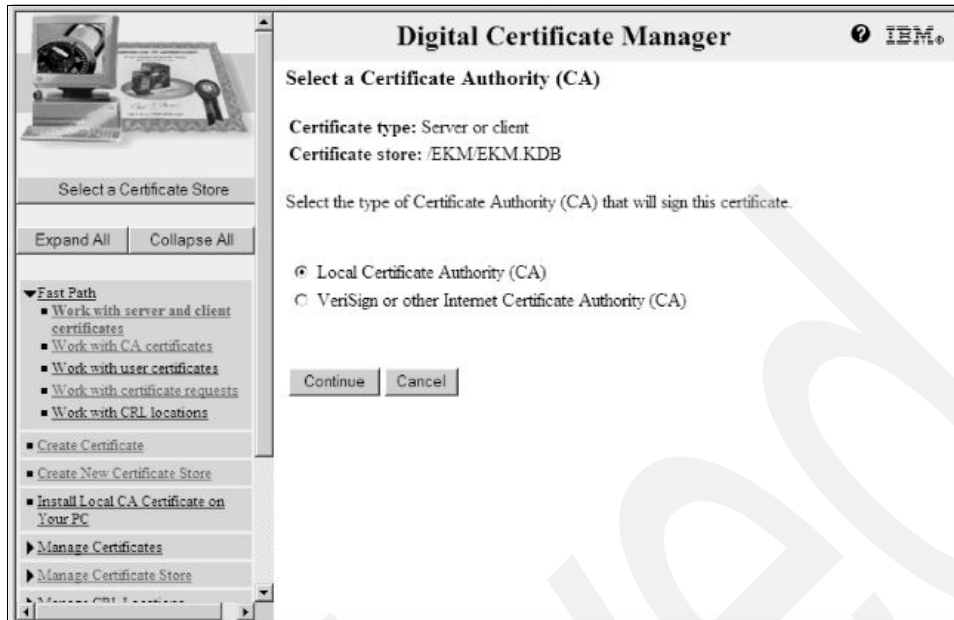 Digital Certificate Manager
IBM®
Select a Certificate Store
Expand All
Collapse All
Fast Path
Work with server and client
certificates
Work with CA certificates
Work with user certificates
Work with certificate requests
Work with CRL locations
Create Certificate
Create New Certificate Store
Install Local CA Certificate on
Your PC
Manage Certificates
Manage Certificate Store
Select a Certificate Authority (CA)
Certificate type: Server or client
Certificate store: /EKM/EKM.KDB
Select the type of Certificate Authority (CA) that will sign this certificate.
Local Certificate Authority (CA)
VeriSign or other Internet Certificate Authority (CA)
Continue
Cancel